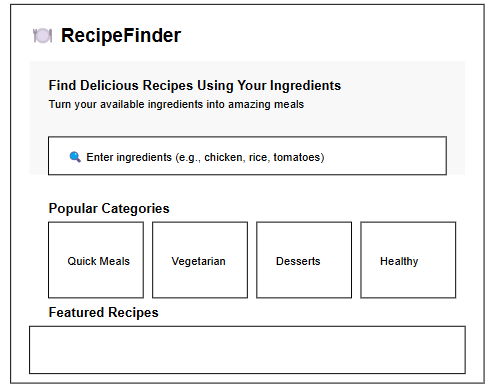 RecipeFinder
Find Delicious Recipes Using Your Ingredients
Turn your available ingredients into amazing meals
Enter ingredients (e.g., chicken, rice, tomatoes)
Popular Categories
Quick Meals Vegetarian Desserts Healthy
Featured Recipes